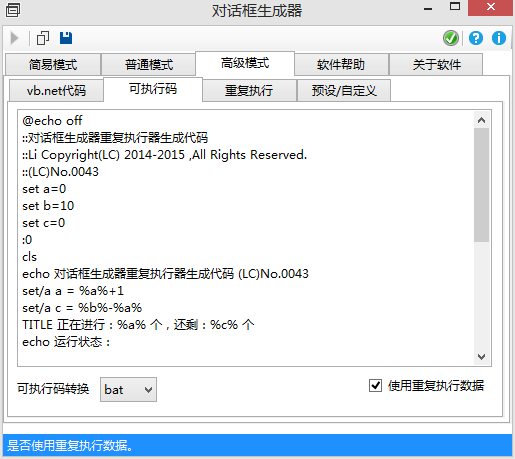 对话框生成器
简易模式 普通模式 高级模式 软件帮助 关于软件
vb.net代码 可执行码 重复执行 预设/自定义
@echo off
::对话框生成器重复执行器生成代码
::Li Copyright(LC) 2014-2015 ,All Rights Reserved.
::(LC)No.0043
set a=0
set b=10
set c=0
:0
cls
echo 对话框生成器重复执行器生成代码 (LC)No.0043
set/a a = %a%+1
set/a c = %b%-%a%
TITLE 正在进行：%a% 个，还剩：%c% 个
echo 运行状态：
可执行码转换 bat 使用重复执行数据
是否使用重复执行数据。